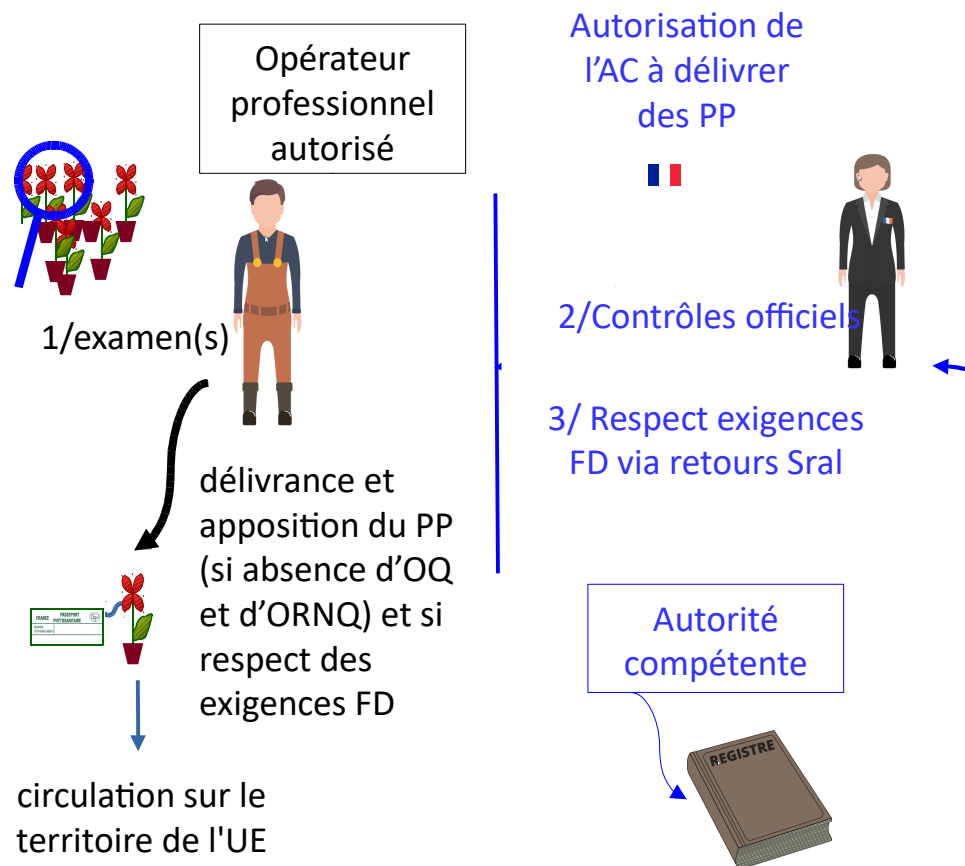 Opérateur
professionnel
autorisé
Autorisation de
l'AC à délivrer
des PP
1/examen(s)
2/Contrôles officiels
3/ Respect exigences
FD via retours Sral
délivrance et
apposition du PP
(si absence d'OQ
et d'ORNQ) et si
respect des
exigences FD
FRANCE
PASSEPORT
PHYTOSANITAIRE
circulation sur le
territoire de l'UE
Autorité
compétente
REGISTRE